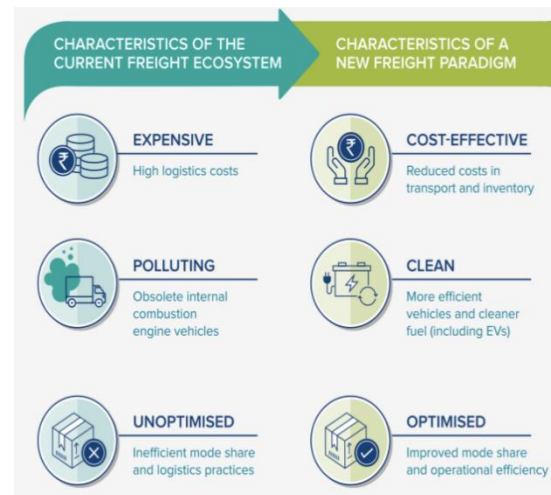 CHARACTERISTICS OF THE
CURRENT FREIGHT ECOSYSTEM
CHARACTERISTICS OF A
NEW FREIGHT PARADIGM
₹
EXPENSIVE
High logistics costs
₹
COST-EFFECTIVE
Reduced costs in
transport and inventory
POLLUTING
Obsolete internal
combustion
engine vehicles
CLEAN
More efficient
vehicles and cleaner
fuel (including EVs)
UNOPTIMISED
Inefficient mode share
and logistics practices
OPTIMISED
Improved mode share
and operational efficiency